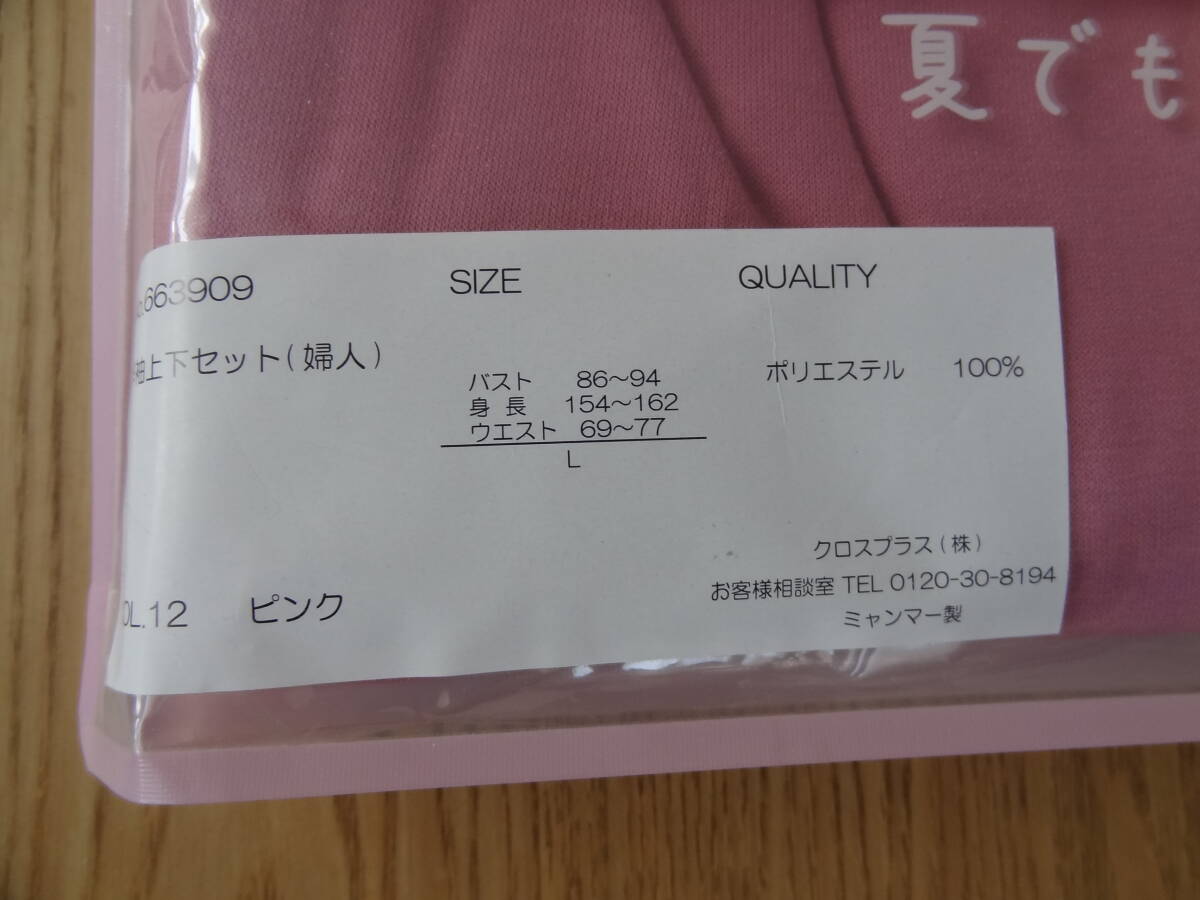 夏でも
663909
SIZE
QUALITY
袖上下セット(婦人)
バスト 86～94
身長 154～162
ウエスト 69～77
L
ポリエステル 100%
クロスプラス(株)
お客様相談室 TEL 0120-30-8194
ミャンマー製
OL.12 ピンク